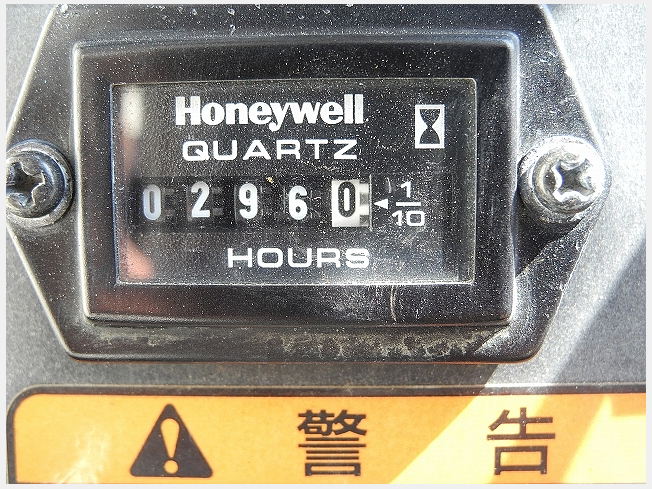 Honeywell
QUARTZ
02960 ◄ 1/10
HOURS
警告